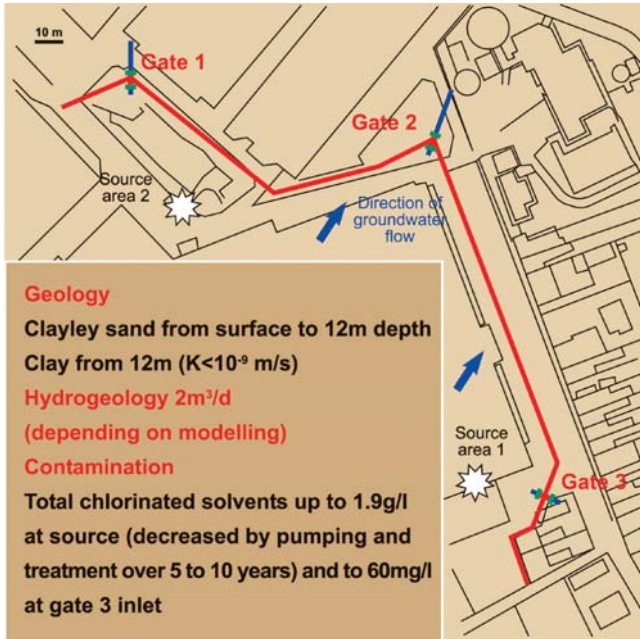 10 m
Gate 1
Gate 2
Source
area 2
Direction of
groundwater
flow
Source
area 1
Gate 3
Geology
Clayley sand from surface to 12m depth
Clay from 12m (K<10⁻⁹ m/s)
Hydrogeology 2m³/d
(depending on modelling)
Contamination
Total chlorinated solvents up to 1.9g/l
at source (decreased by pumping and
treatment over 5 to 10 years) and to 60mg/l
at gate 3 inlet